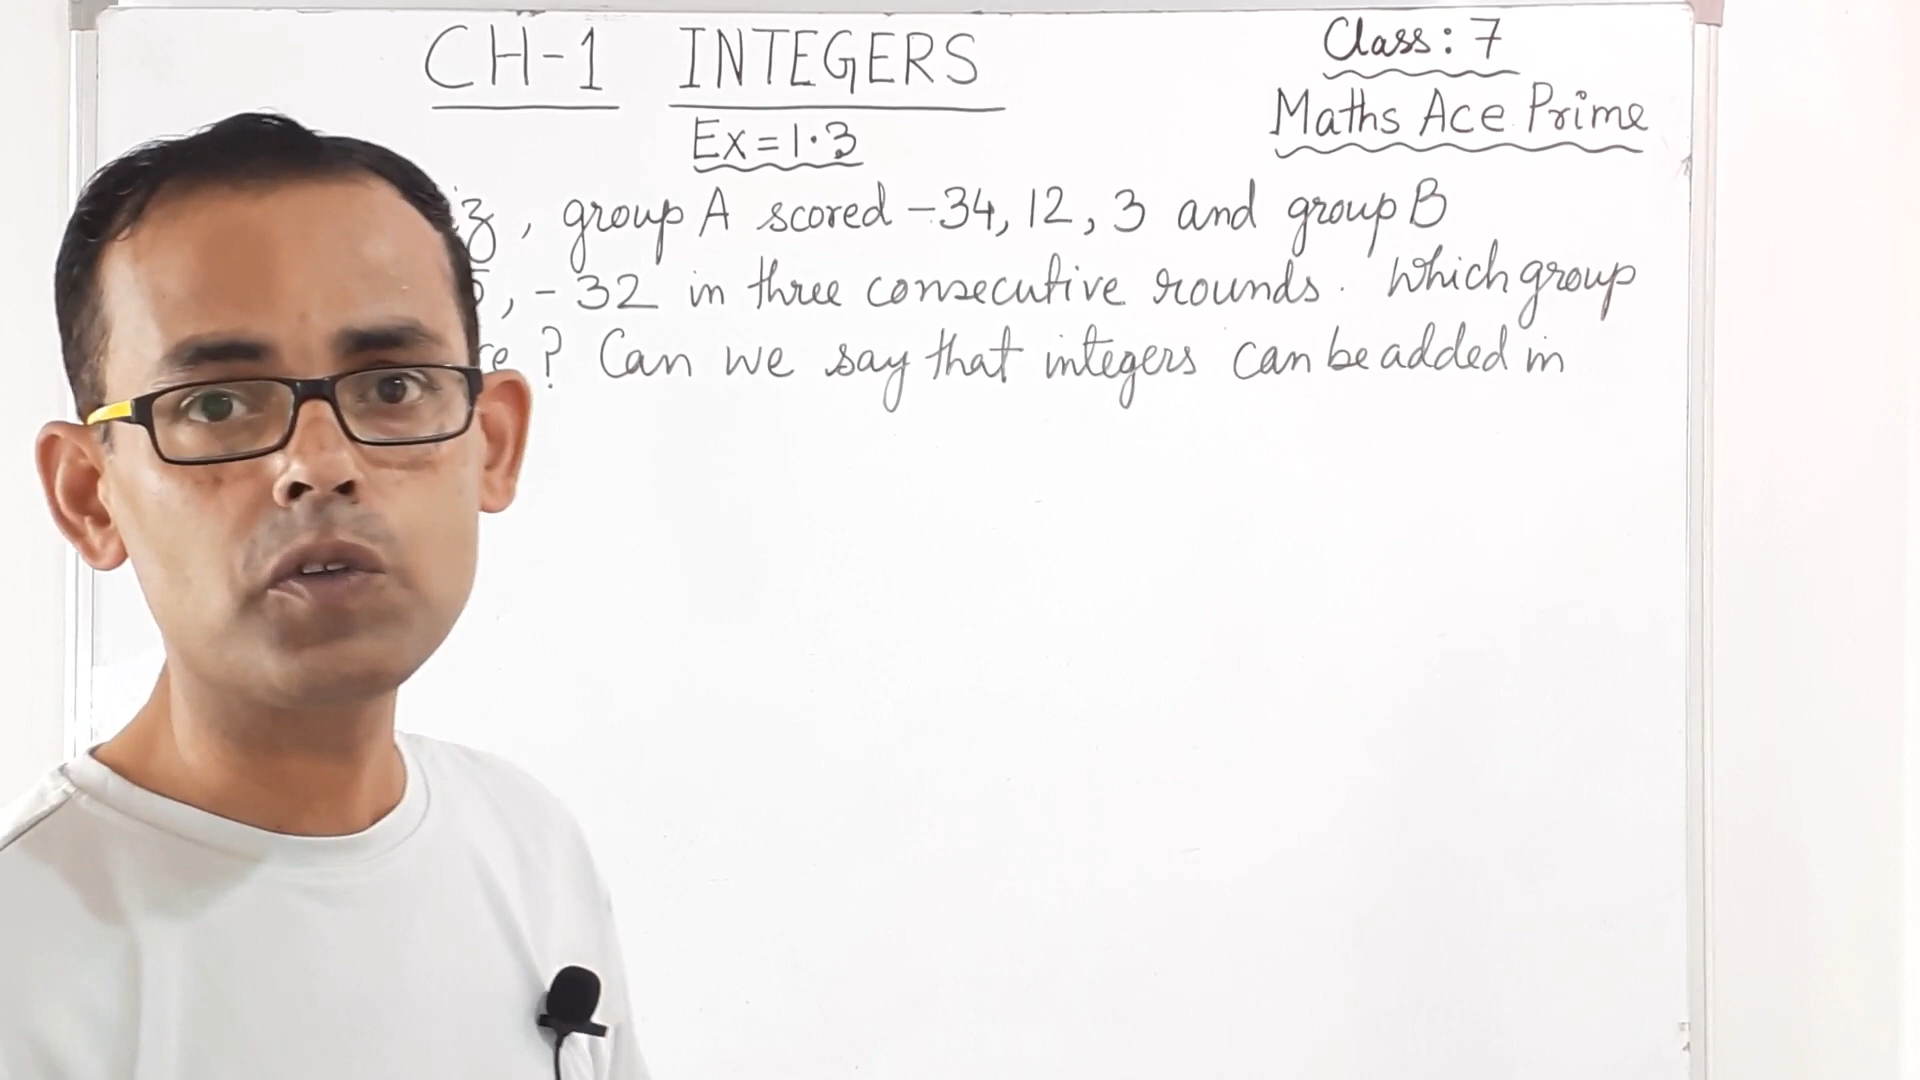 CH-1 INTEGERS
Class: 7
Maths Ace Prime
Ex=1.3
, group A scored -34, 12, 3 and group B
, -32 in three consecutive rounds. Which group
? Can we say that integers can be added in